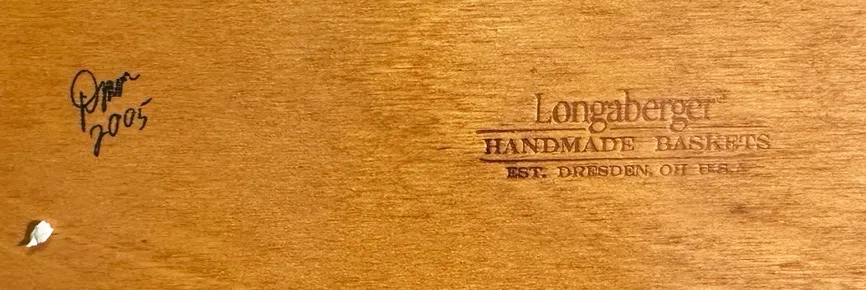 2005
Longaberger
HANDMADE BASKETS
EST. DRESDEN, OH U.S.A.